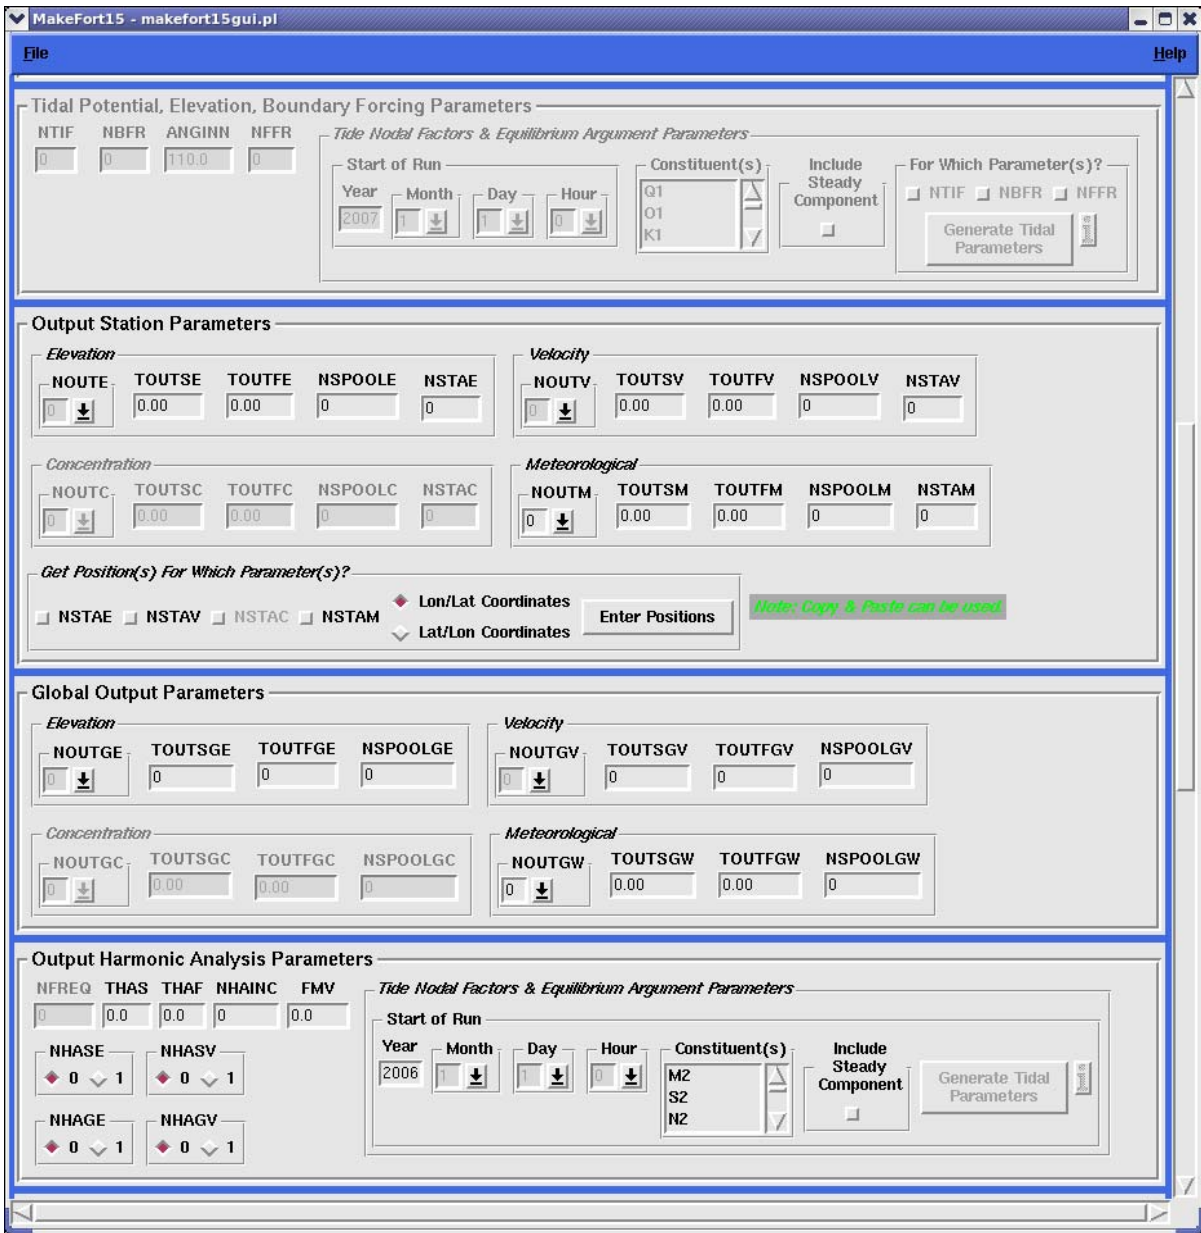 MakeFort15 - makefort15gui.pl
File Help
Tidal Potential, Elevation, Boundary Forcing Parameters
NTIF NBFR ANGINN NFFR
0 0 110.0 0
Tide Nodal Factors & Equilibrium Argument Parameters
Start of Run
Year Month Day Hour
2007 1 1 0
Constituent(s)
Q1
O1
K1
Include
Steady
Component
For Which Parameter(s)?
NTIF NBFR NFFR
Generate Tidal
Parameters
Output Station Parameters
Elevation
NOUTE TOUTSE TOUTFE NSPOOLE NSTAE
0 0.00 0.00 0 0
Velocity
NOUTV TOUTSV TOUTFV NSPOOLV NSTAV
0 0.00 0.00 0 0
Concentration
NOUTC TOUTSC TOUTFC NSPOOLC NSTAC
0 0.00 0.00 0 0
Meteorological
NOUTM TOUTSM TOUTFM NSPOOLM NSTAM
0 0.00 0.00 0 0
Get Position(s) For Which Parameter(s)?
NSTAE NSTAV NSTAC NSTAM
Lon/Lat Coordinates
Lat/Lon Coordinates
Enter Positions
Note: Copy & Paste can be used.
Global Output Parameters
Elevation
NOUTGE TOUTSGE TOUTFGE NSPOOLGE
0 0 0 0
Velocity
NOUTGV TOUTSGV TOUTFGV NSPOOLGV
0 0 0 0
Concentration
NOUTGC TOUTSGC TOUTFGC NSPOOLGC
0 0.00 0.00 0
Meteorological
NOUTGW TOUTSGW TOUTFGW NSPOOLGW
0 0.00 0.00 0
Output Harmonic Analysis Parameters
NFREQ THAS THAF NHAINC FMV
0 0.0 0.0 0 0.0
NHASE NHASV
0 1 0 1
NHAGE NHAGV
0 1 0 1
Tide Nodal Factors & Equilibrium Argument Parameters
Start of Run
Year Month Day Hour
2006 1 1 0
Constituent(s)
M2
S2
N2
Include
Steady
Component
Generate Tidal
Parameters